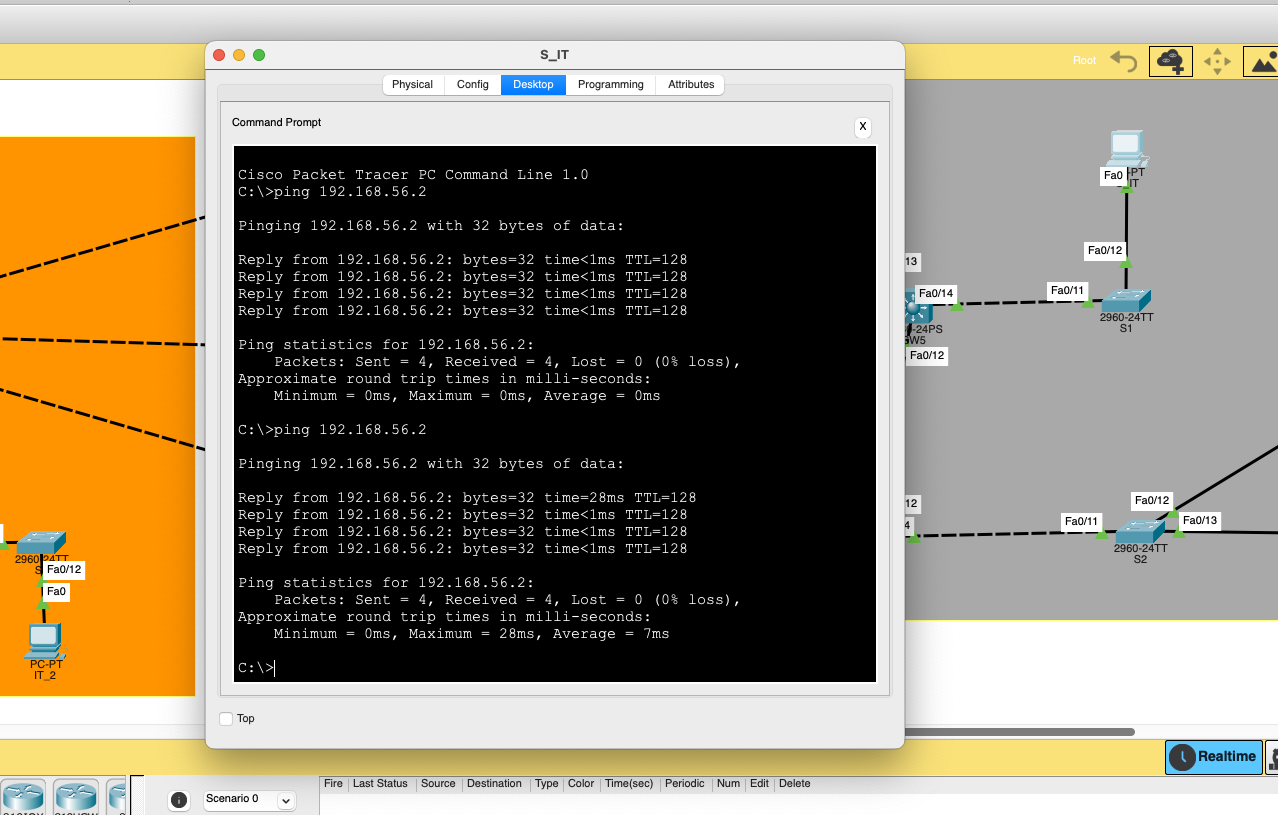 S_IT
Root
Physical
Config
Desktop
Programming
Attributes
Command Prompt
X
Cisco Packet Tracer PC Command Line 1.0
C:\>ping 192.168.56.2
Pinging 192.168.56.2 with 32 bytes of data:
Reply from 192.168.56.2: bytes=32 time<1ms TTL=128
Reply from 192.168.56.2: bytes=32 time<1ms TTL=128
Reply from 192.168.56.2: bytes=32 time<1ms TTL=128
Reply from 192.168.56.2: bytes=32 time<1ms TTL=128
Ping statistics for 192.168.56.2:
Packets: Sent = 4, Received = 4, Lost = 0 (0% loss),
Approximate round trip times in milli-seconds:
Minimum = 0ms, Maximum = 0ms, Average = 0ms
C:\>ping 192.168.56.2
Pinging 192.168.56.2 with 32 bytes of data:
Reply from 192.168.56.2: bytes=32 time=28ms TTL=128
Reply from 192.168.56.2: bytes=32 time<1ms TTL=128
Reply from 192.168.56.2: bytes=32 time<1ms TTL=128
Reply from 192.168.56.2: bytes=32 time<1ms TTL=128
Ping statistics for 192.168.56.2:
Packets: Sent = 4, Received = 4, Lost = 0 (0% loss),
Approximate round trip times in milli-seconds:
Minimum = 0ms, Maximum = 28ms, Average = 7ms
C:\>
Top
Fa0
Fa0/12
13
Fa0/14
Fa0/11
2960-24TT
S1
-24PS
GW5
Fa0/12
12
4
Fa0/12
Fa0/11
Fa0/13
2960-24TT
S2
2960-24TT
Fa0/12
Fa0
PC-PT
IT_2
Realtime
Scenario 0
Fire
Last Status
Source
Destination
Type
Color
Time(sec)
Periodic
Num
Edit
Delete